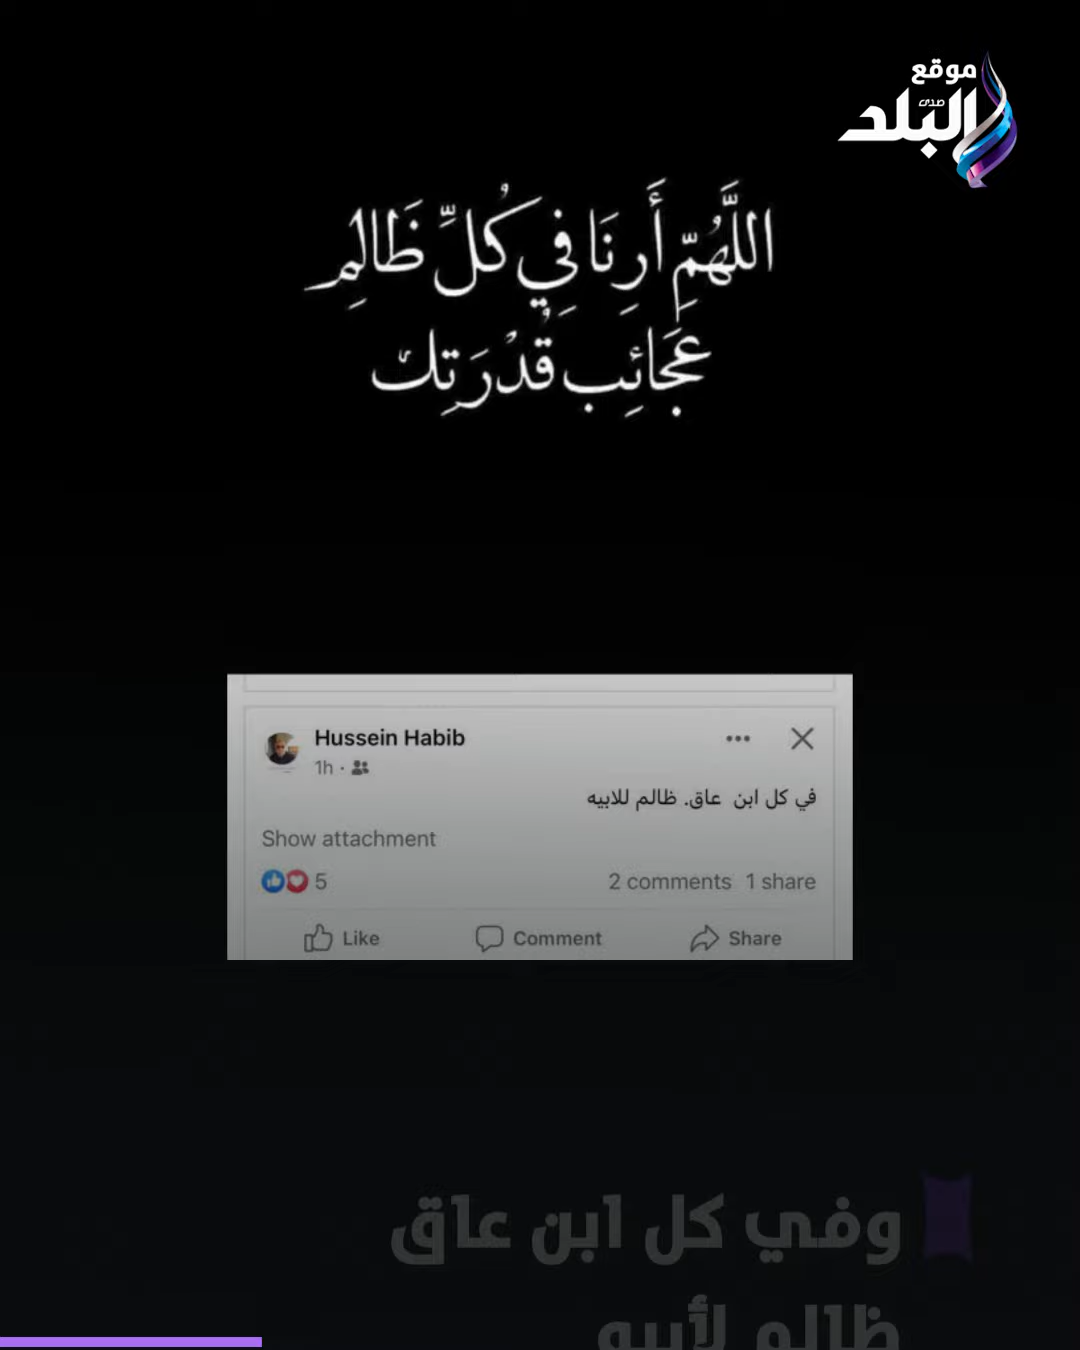 موقع
صدى
البلد
اللَّهُمَّ أَرِنَا فِي كُلِّ ظَالِمٍ
عَجَائِب قُدْرَتِك
Hussein Habib
1h
في كل ابن عاق. ظالم للابيه
Show attachment
5 2 comments 1 share
Like Comment Share
وفي كل ابن عاق
ظالم لأبيه